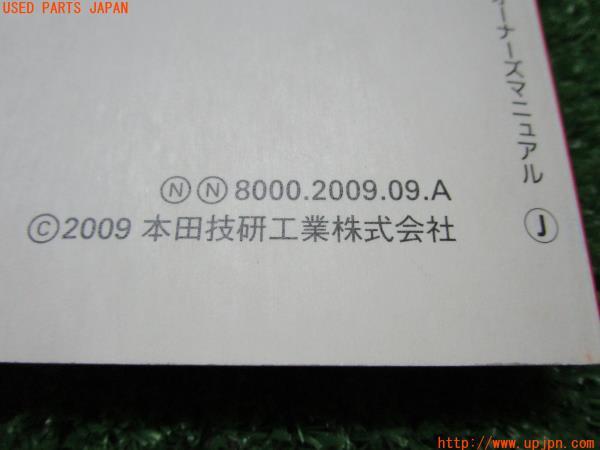 USED PARTS JAPAN
ーナーズマニュアル Ⓙ
ⓃⓃ8000.2009.09.A
©2009 本田技研工業株式会社
http://www.upjpn.com